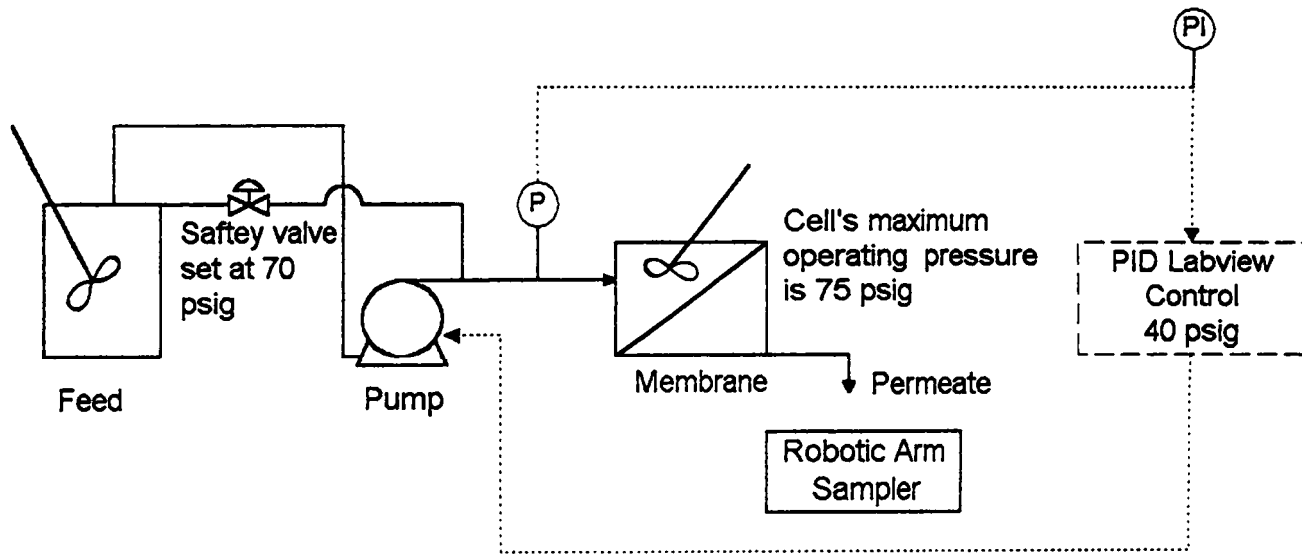 PI
P
Saftey valve
set at 70
psig
Cell's maximum
operating pressure
is 75 psig
PID Labview
Control
40 psig
Feed
Pump
Membrane
Permeate
Robotic Arm
Sampler